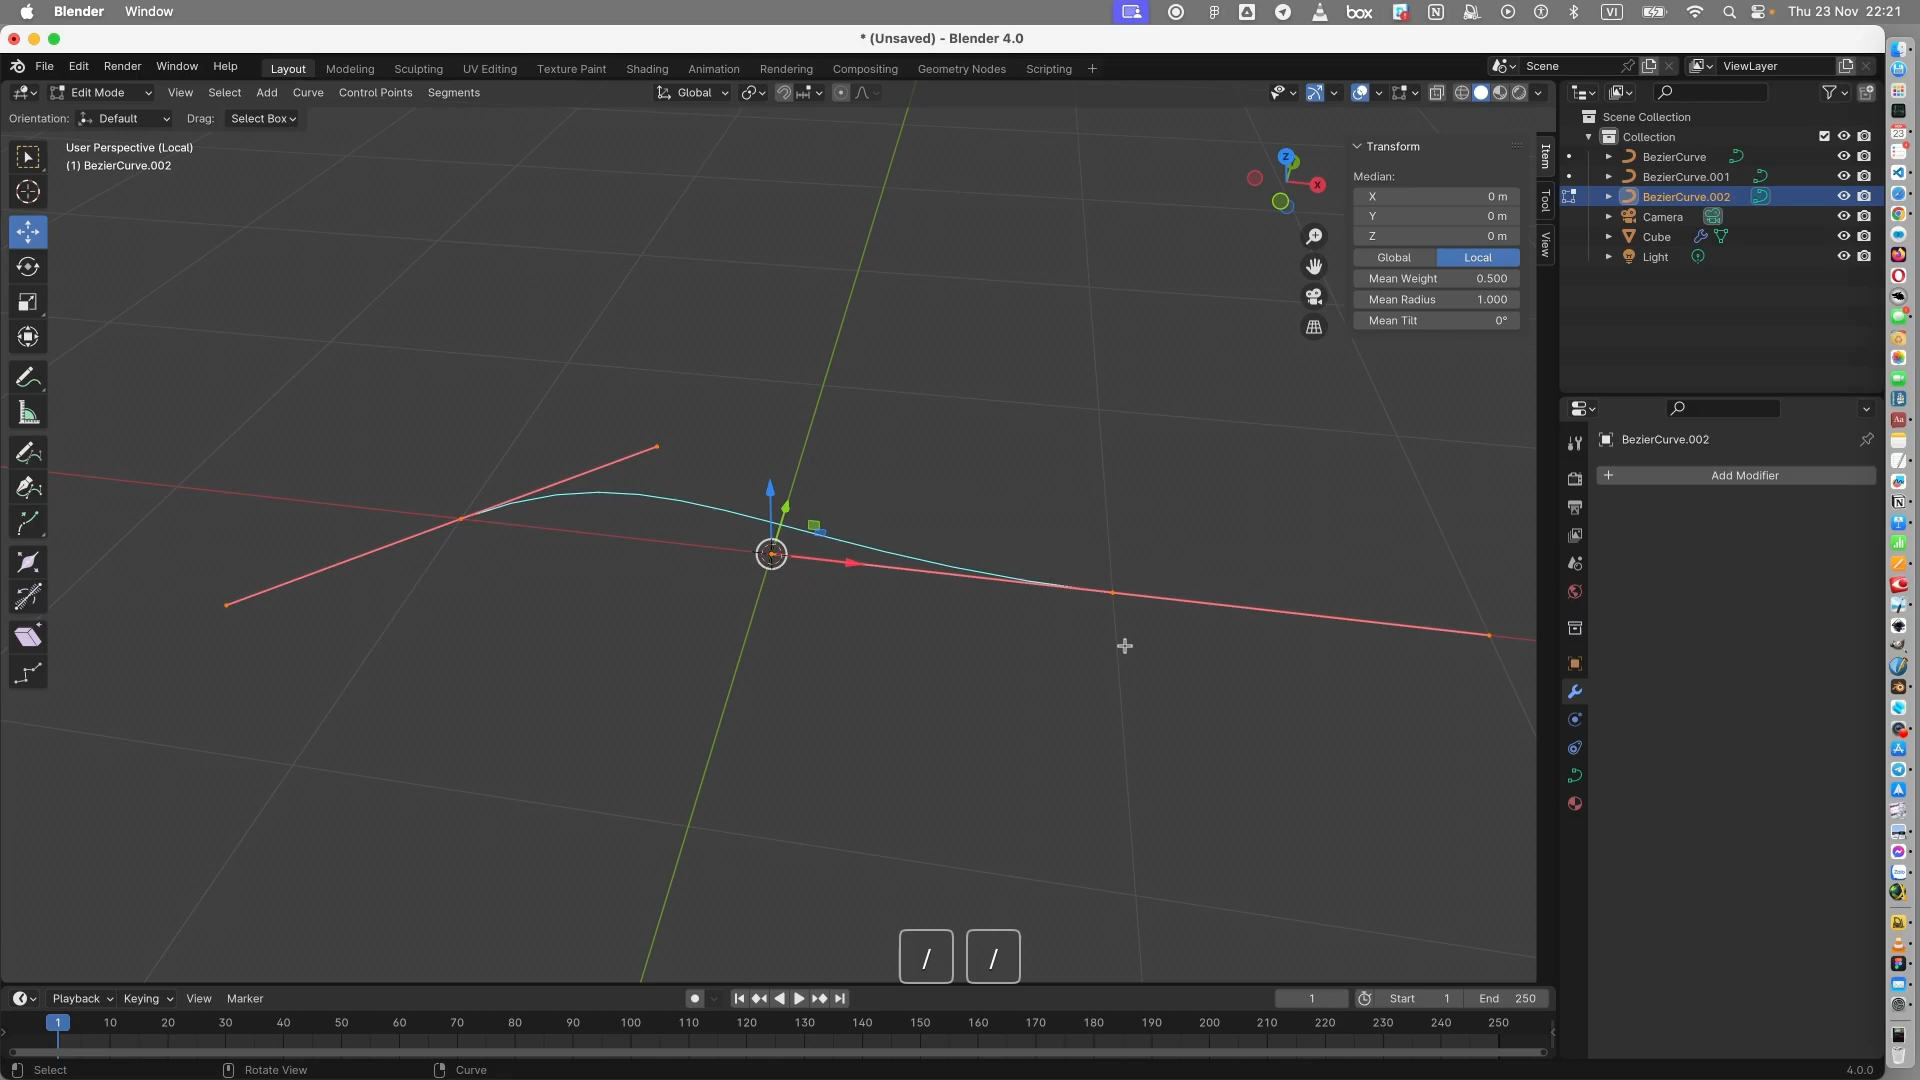 Blender Window box VI Thu 23 Nov 22:21
* (Unsaved) - Blender 4.0
File Edit Render Window Help Layout Modeling Sculpting UV Editing Texture Paint Shading Animation Rendering Compositing Geometry Nodes Scripting + Scene ViewLayer
Edit Mode View Select Add Curve Control Points Segments Global
Orientation: Default Drag: Select Box
User Perspective (Local)
(1) BezierCurve.002
Z
X
Transform
Median:
X 0 m
Y 0 m
Z 0 m
Global Local
Mean Weight 0.500
Mean Radius 1.000
Mean Tilt 0°
Item
Tool
View
Scene Collection
Collection
BezierCurve
BezierCurve.001
BezierCurve.002
Camera
Cube
Light
BezierCurve.002
+ Add Modifier
/ /
Playback Keying View Marker 1 Start 1 End 250
1 10 20 30 40 50 60 70 80 90 100 110 120 130 140 150 160 170 180 190 200 210 220 230 240 250
Select Rotate View Curve 4.0.0